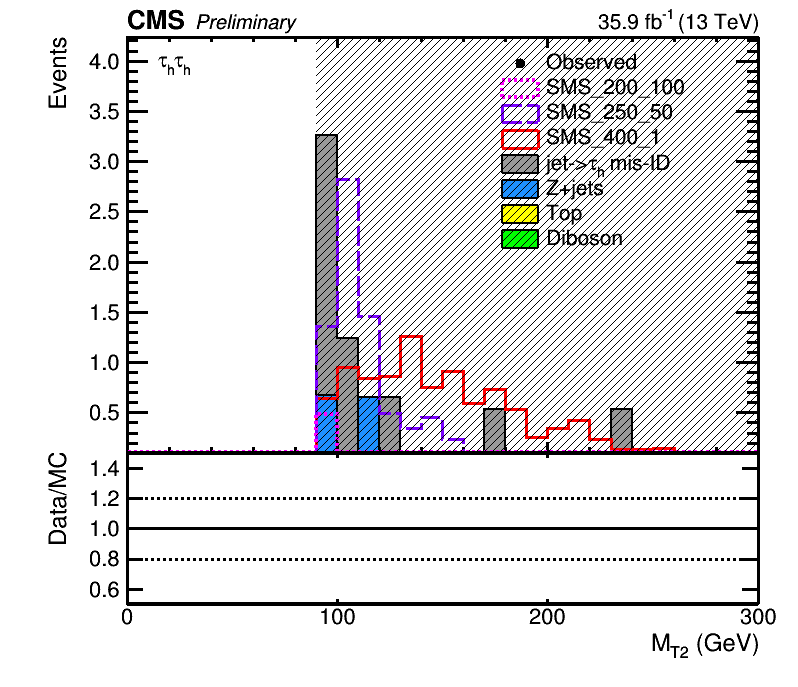 CMS Preliminary 35.9 fb⁻¹ (13 TeV)
Events
4.0
3.5
3.0
2.5
2.0
1.5
1.0
0.5
τhτh
Observed
SMS_200_100
SMS_250_50
SMS_400_1
jet->τh mis-ID
Z+jets
Top
Diboson
Data/MC
1.4
1.2
1.0
0.8
0.6
0 100 200 300
MT2 (GeV)